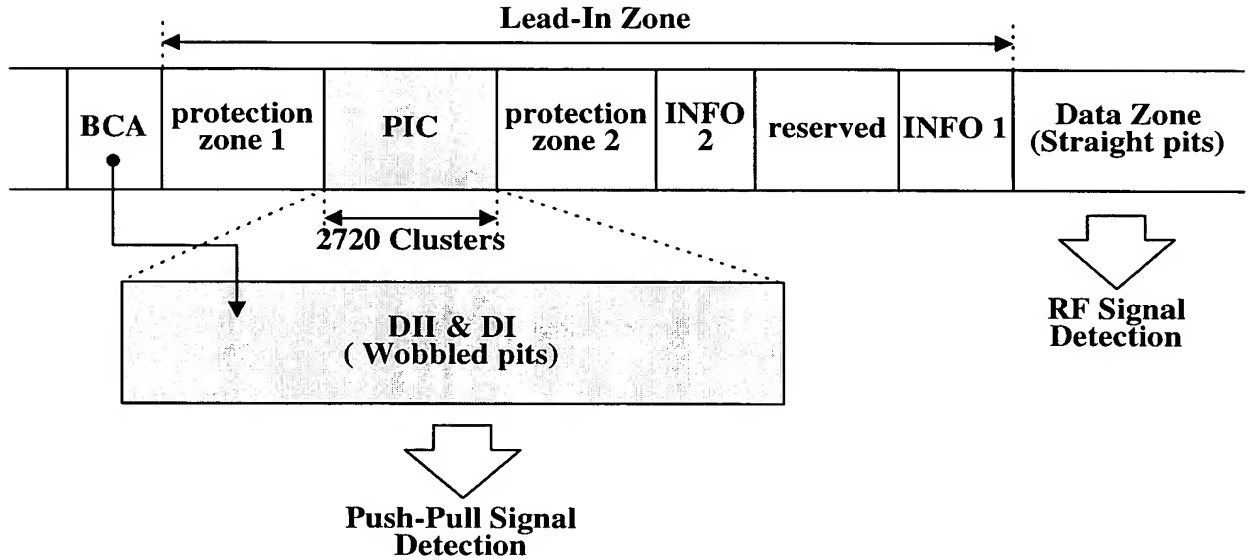 Lead-In Zone
BCA
protection
zone 1
PIC
protection
zone 2
INFO
2
reserved
INFO 1
Data Zone
(Straight pits)
2720 Clusters
DII & DI
( Wobbled pits)
RF Signal
Detection
Push-Pull Signal
Detection